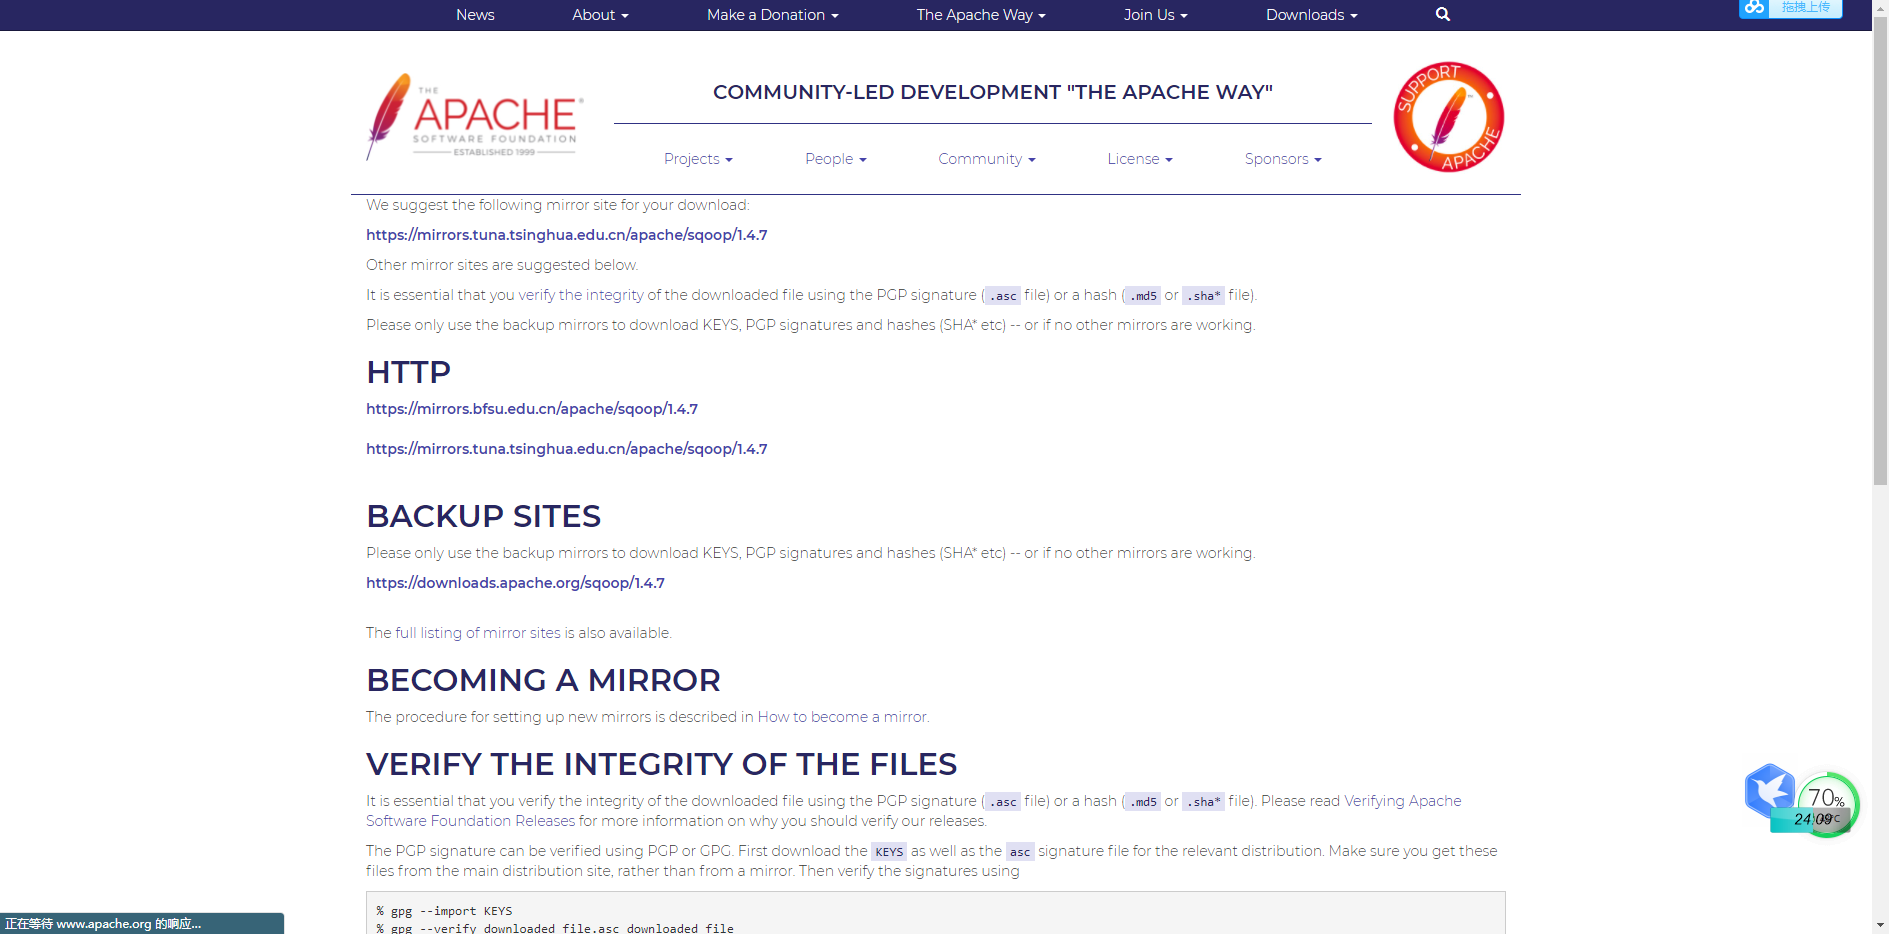 News About Make a Donation The Apache Way Join Us Downloads
拖拽上传
THE
APACHE
SOFTWARE FOUNDATION
ESTABLISHED 1999
COMMUNITY-LED DEVELOPMENT "THE APACHE WAY"
SUPPORT
APACHE
Projects People Community License Sponsors
We suggest the following mirror site for your download:
https://mirrors.tuna.tsinghua.edu.cn/apache/sqoop/1.4.7
Other mirror sites are suggested below.
It is essential that you verify the integrity of the downloaded file using the PGP signature ( .asc file) or a hash ( .md5 or .sha* file).
Please only use the backup mirrors to download KEYS, PGP signatures and hashes (SHA* etc) -- or if no other mirrors are working.
HTTP
https://mirrors.bfsu.edu.cn/apache/sqoop/1.4.7
https://mirrors.tuna.tsinghua.edu.cn/apache/sqoop/1.4.7
BACKUP SITES
Please only use the backup mirrors to download KEYS, PGP signatures and hashes (SHA* etc) -- or if no other mirrors are working.
https://downloads.apache.org/sqoop/1.4.7
The full listing of mirror sites is also available.
BECOMING A MIRROR
The procedure for setting up new mirrors is described in How to become a mirror.
VERIFY THE INTEGRITY OF THE FILES
It is essential that you verify the integrity of the downloaded file using the PGP signature ( .asc file) or a hash ( .md5 or .sha* file). Please read Verifying Apache
Software Foundation Releases for more information on why you should verify our releases.
The PGP signature can be verified using PGP or GPG. First download the KEYS as well as the asc signature file for the relevant distribution. Make sure you get these
files from the main distribution site, rather than from a mirror. Then verify the signatures using
% gpg --import KEYS
% gpg --verify downloaded_file.asc downloaded_file
70%
24:09
正在等待 www.apache.org 的响应...